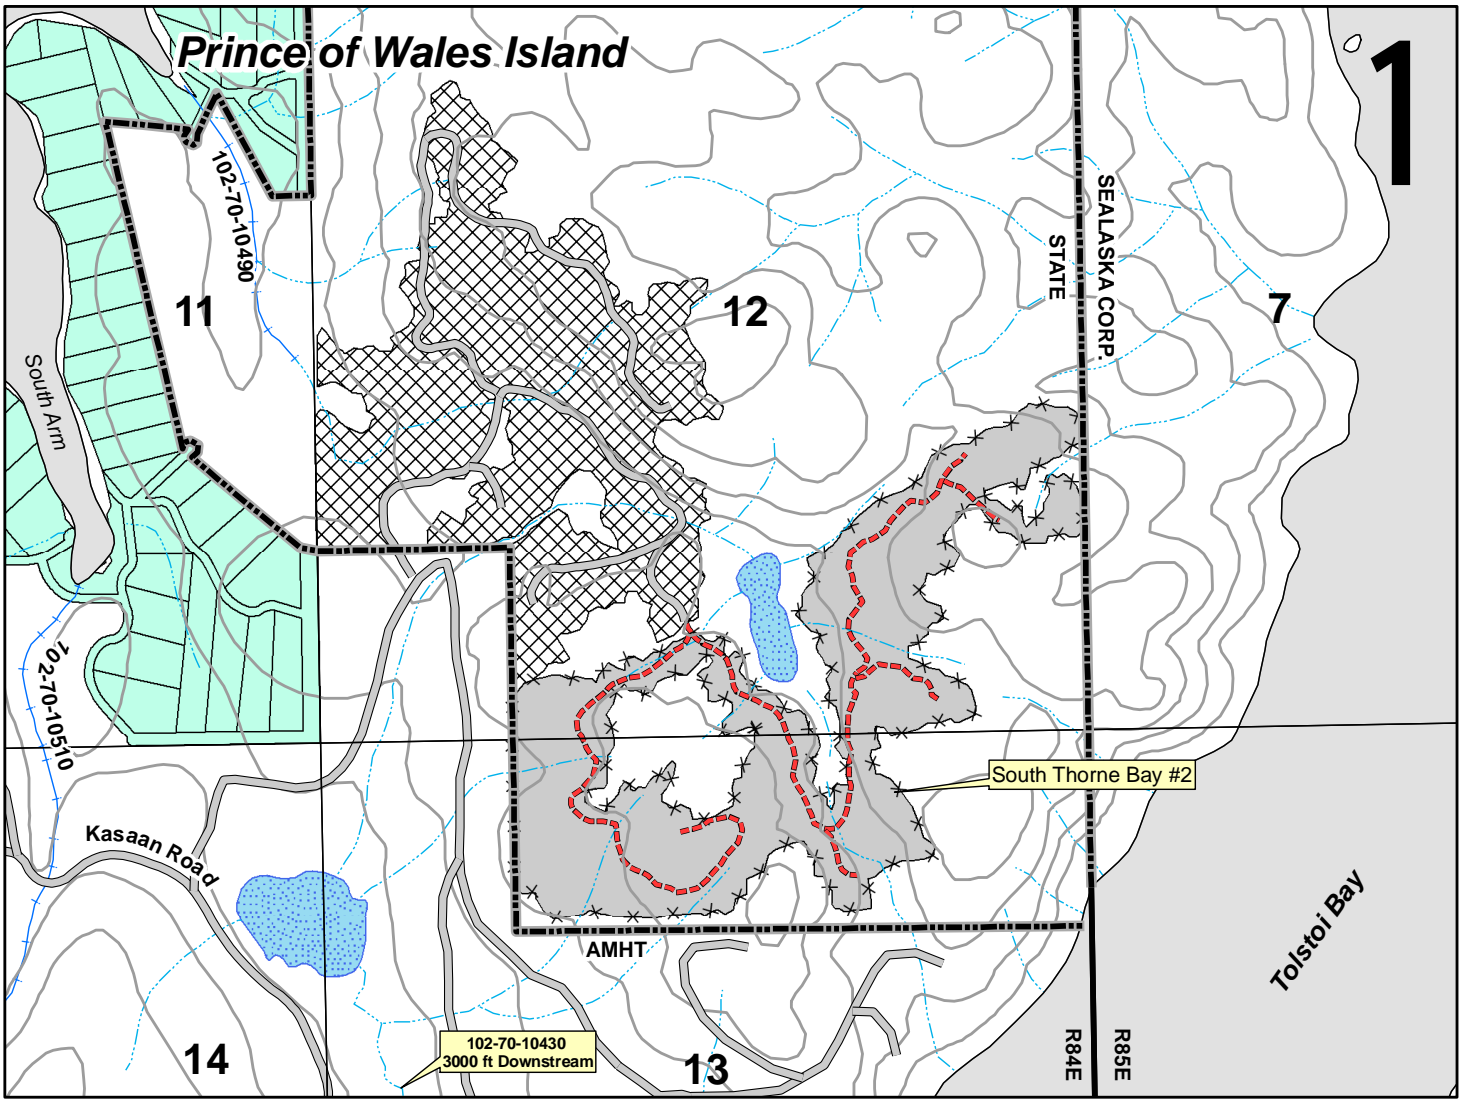 Prince of Wales Island
1
102-70-10490
SEALASKA CORP.
STATE
11
12
7
South Arm
102-70-10510
South Thorne Bay #2
Kasaan Road
AMHT
Tolstoi Bay
102-70-10430
3000 ft Downstream
14
13
R84E
R85E